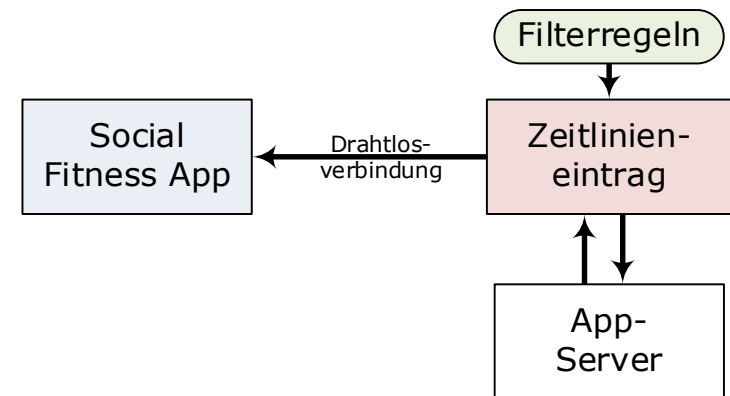 Filterregeln
Social
Fitness App
Drahtlos-
verbindung
Zeitlinien-
eintrag
App-
Server